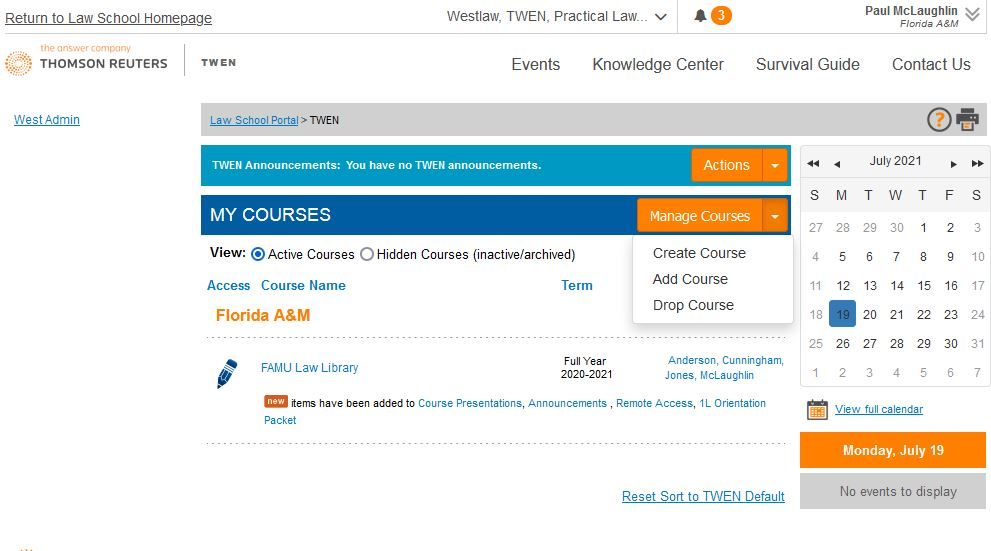 Return to Law School Homepage
Westlaw, TWEN, Practical Law...
3
Paul McLaughlin
Florida A&M
the answer company
THOMSON REUTERS
TWEN
Events
Knowledge Center
Survival Guide
Contact Us
West Admin
Law School Portal > TWEN
?
TWEN Announcements: You have no TWEN announcements.
Actions
MY COURSES
Manage Courses
Create Course
Add Course
Drop Course
View: Active Courses Hidden Courses (inactive/archived)
Access Course Name Term
Florida A&M
FAMU Law Library
Full Year
2020-2021
Anderson, Cunningham,
Jones, McLaughlin
new items have been added to Course Presentations, Announcements , Remote Access, 1L Orientation
Packet
Reset Sort to TWEN Default
July 2021
S M T W T F S
27 28 29 30 1 2 3
4 5 6 7 8 9 10
11 12 13 14 15 16 17
18 19 20 21 22 23 24
25 26 27 28 29 30 31
1 2 3 4 5 6 7
View full calendar
Monday, July 19
No events to display